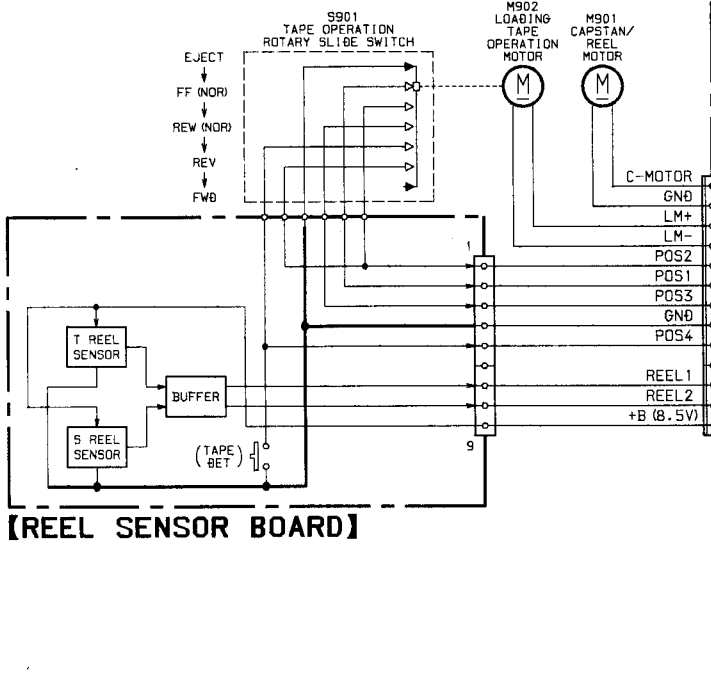 S901
TAPE OPERATION
ROTARY SLIDE SWITCH
M902
LOADING
TAPE
OPERATION
MOTOR
M901
CAPSTAN/
REEL
MOTOR
EJECT
FF (NOR)
REW (NOR)
REV
FWD
M
M
C-MOTOR
GND
LM+
LM-
POS2
POS1
POS3
GND
POS4
REEL1
REEL2
+B (8.5V)
1
9
T REEL
SENSOR
BUFFER
S REEL
SENSOR
(TAPE
DET)
【REEL SENSOR BOARD】